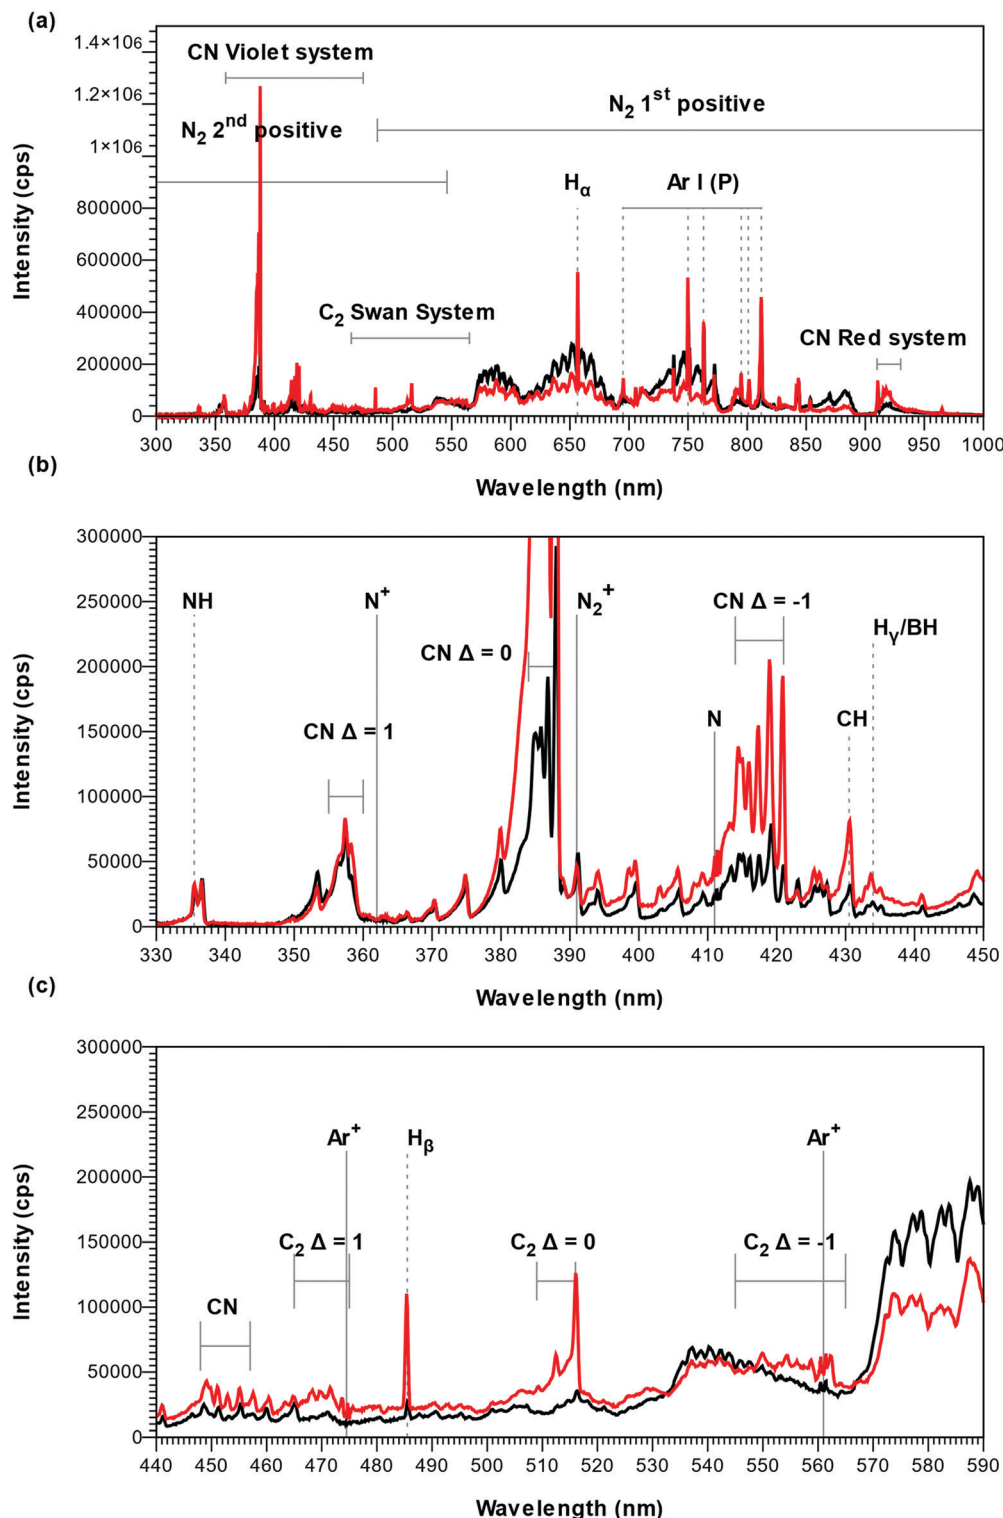 (a)
1.4×10⁶
1.2×10⁶
1×10⁶
800000
600000
400000
200000
0
Intensity (cps)
CN Violet system
N₂ 2ⁿᵈ positive
N₂ 1ˢᵗ positive
Hα
Ar I (P)
C₂ Swan System
CN Red system
300 350 400 450 500 550 600 650 700 750 800 850 900 950 1000
Wavelength (nm)
(b)
300000
250000
200000
150000
100000
50000
0
Intensity (cps)
NH
N⁺
N₂⁺
CN Δ = -1
Hγ/BH
CN Δ = 0
CN Δ = 1
N
CH
330 340 350 360 370 380 390 400 410 420 430 440 450
Wavelength (nm)
(c)
300000
250000
200000
150000
100000
50000
0
Intensity (cps)
Ar⁺
Hβ
Ar⁺
C₂ Δ = 1
C₂ Δ = 0
C₂ Δ = -1
CN
440 450 460 470 480 490 500 510 520 530 540 550 560 570 580 590
Wavelength (nm)